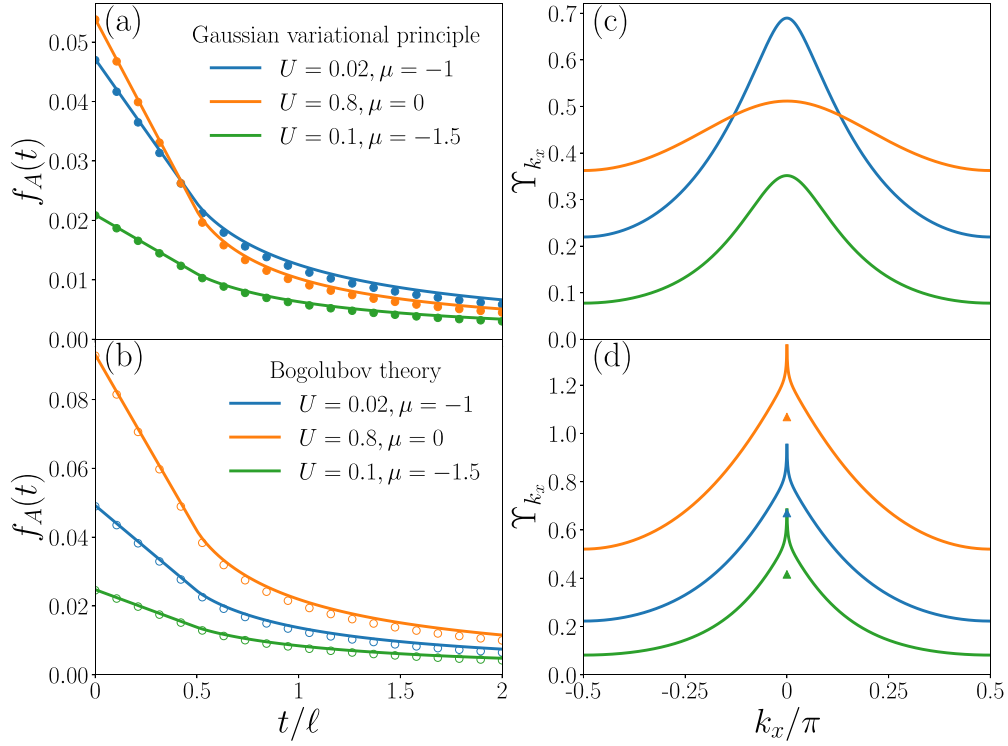 (a)
Gaussian variational principle
U = 0.02, μ = −1
U = 0.8, μ = 0
U = 0.1, μ = −1.5
f_A(t)
0.05
0.04
0.03
0.02
0.01
0.00
(c)
Υ_{k_x}
0.7
0.6
0.5
0.4
0.3
0.2
0.1
0.0
(b)
Bogolubov theory
U = 0.02, μ = −1
U = 0.8, μ = 0
U = 0.1, μ = −1.5
f_A(t)
0.08
0.06
0.04
0.02
0.00
0 0.5 1 1.5 2
t/ℓ
(d)
Υ_{k_x}
1.2
1.0
0.8
0.6
0.4
0.2
0.0
-0.5 -0.25 0 0.25 0.5
k_x/π